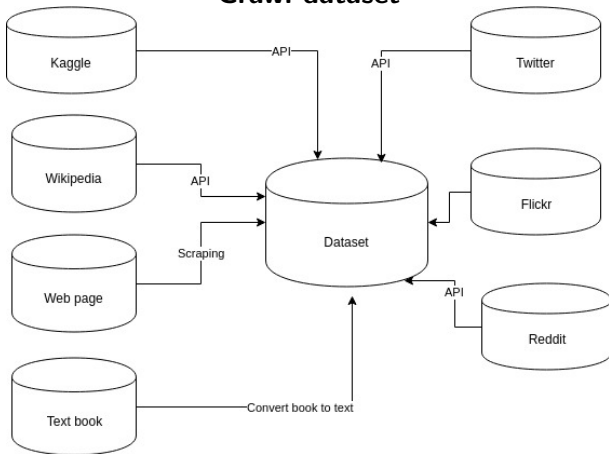 Crawl dataset
Kaggle
API
API
Twitter
Wikipedia
API
Flickr
Dataset
Scraping
Web page
API
Reddit
Text book
Convert book to text